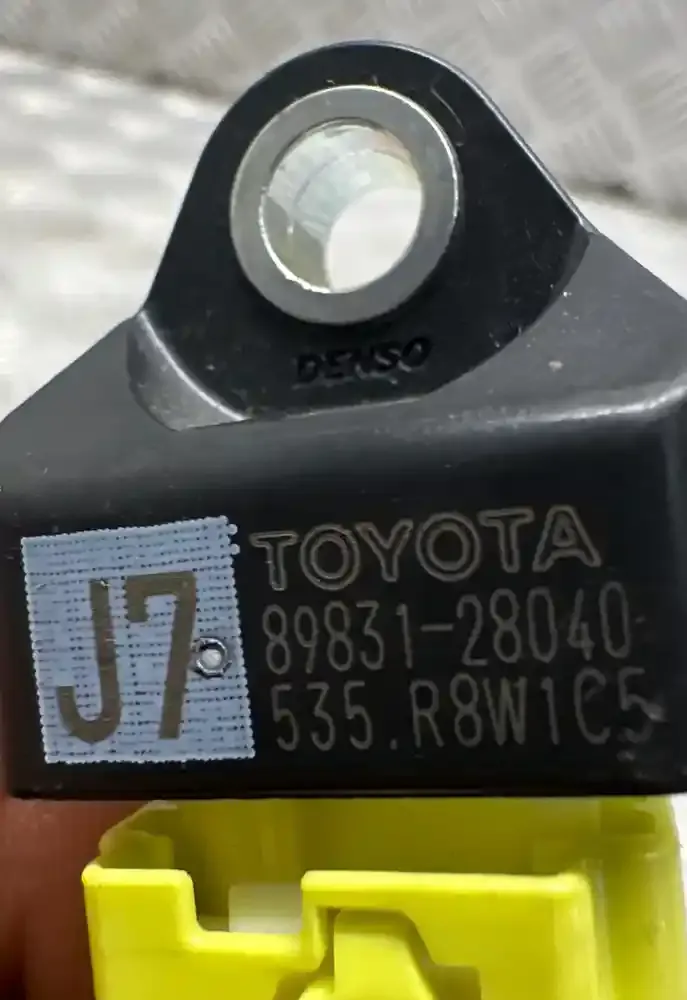 DENSO
J7
TOYOTA
89831-28040
535.R8W1C5